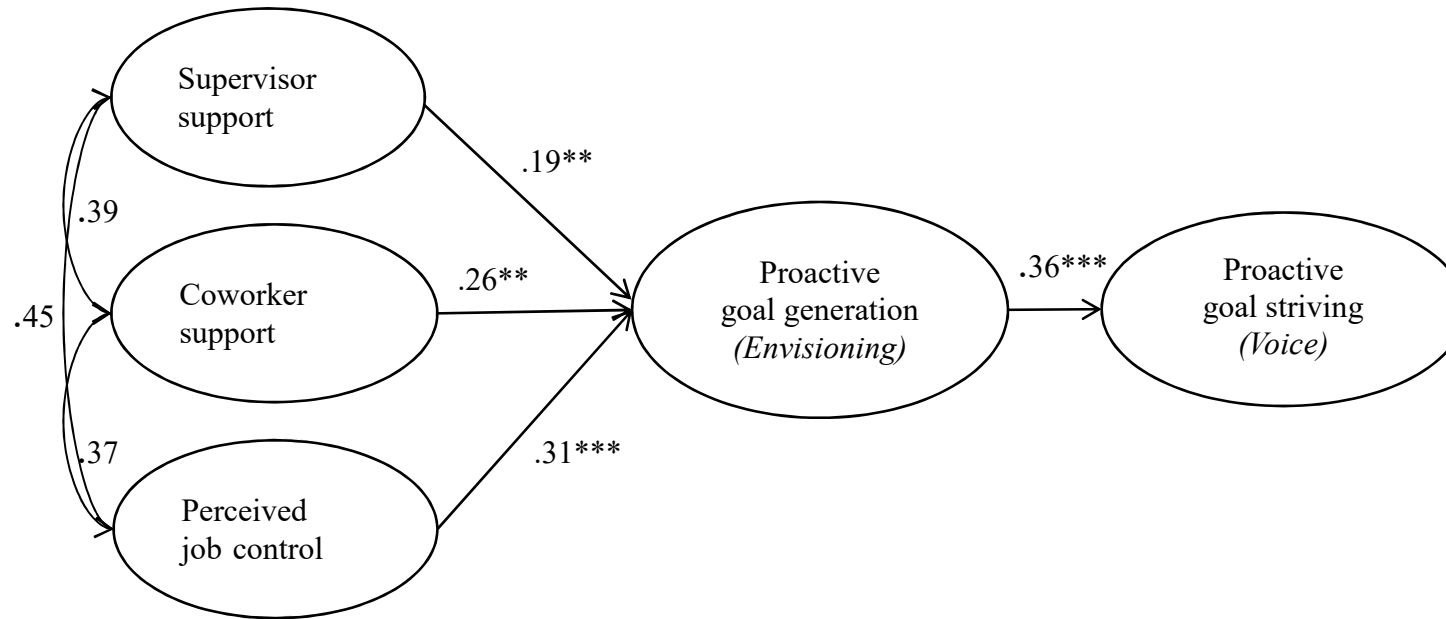 Supervisor
support
.19**
.39
Coworker
support
.26**
.45
Proactive
goal generation
(Envisioning)
.36***
Proactive
goal striving
(Voice)
.37
.31***
Perceived
job control